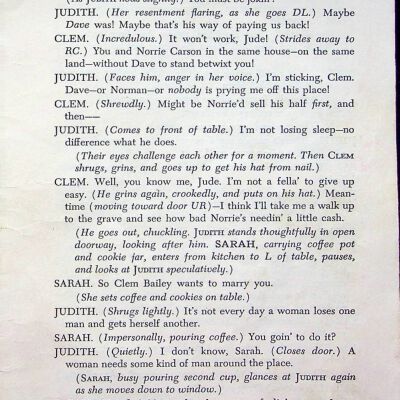 JUDITH. (Her resentment flaring, as she goes DL.) Maybe
Dave was! Maybe that's his way of paying us back!
CLEM. (Incredulous.) It won't work, Jude! (Strides away to
RC.) You and Norrie Carson in the same house—on the same
land—without Dave to stand betwixt you!
JUDITH. (Faces him, anger in her voice.) I'm sticking, Clem.
Dave—or Norman—or nobody is prying me off this place!
CLEM. (Shrewdly.) Might be Norrie'd sell his half first, and
then——
JUDITH. (Comes to front of table.) I'm not losing sleep—no
difference what he does.
(Their eyes challenge each other for a moment. Then CLEM
shrugs, grins, and goes up to get his hat from nail.)
CLEM. Well, you know me, Jude. I'm not a fella' to give up
easy. (He grins again, crookedly, and puts on his hat.) Mean-
time (moving toward door UR)—I think I'll take me a walk up
to the grave and see how bad Norrie's needin' a little cash.
(He goes out, chuckling. JUDITH stands thoughtfully in open
doorway, looking after him. SARAH, carrying coffee pot
and cookie jar, enters from kitchen to L of table, pauses,
and looks at JUDITH speculatively.)
SARAH. So Clem Bailey wants to marry you.
(She sets coffee and cookies on table.)
JUDITH. (Shrugs lightly.) It's not every day a woman loses one
man and gets herself another.
SARAH. (Impersonally, pouring coffee.) You goin' to do it?
JUDITH. (Quietly.) I don't know, Sarah. (Closes door.) A
woman needs some kind of man around the place.
(SARAH, busy pouring second cup, glances at JUDITH again
as she moves down to window.)